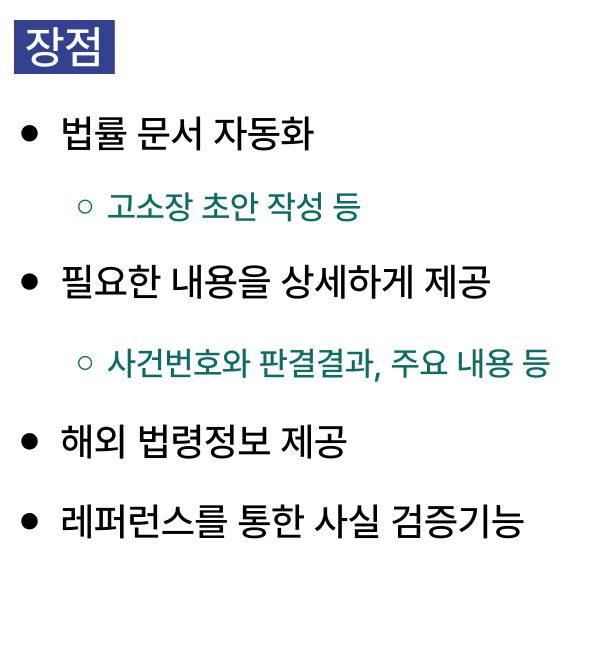 장점
● 법률 문서 자동화
○ 고소장 초안 작성 등
● 필요한 내용을 상세하게 제공
○ 사건번호와 판결결과, 주요 내용 등
● 해외 법령정보 제공
● 레퍼런스를 통한 사실 검증기능